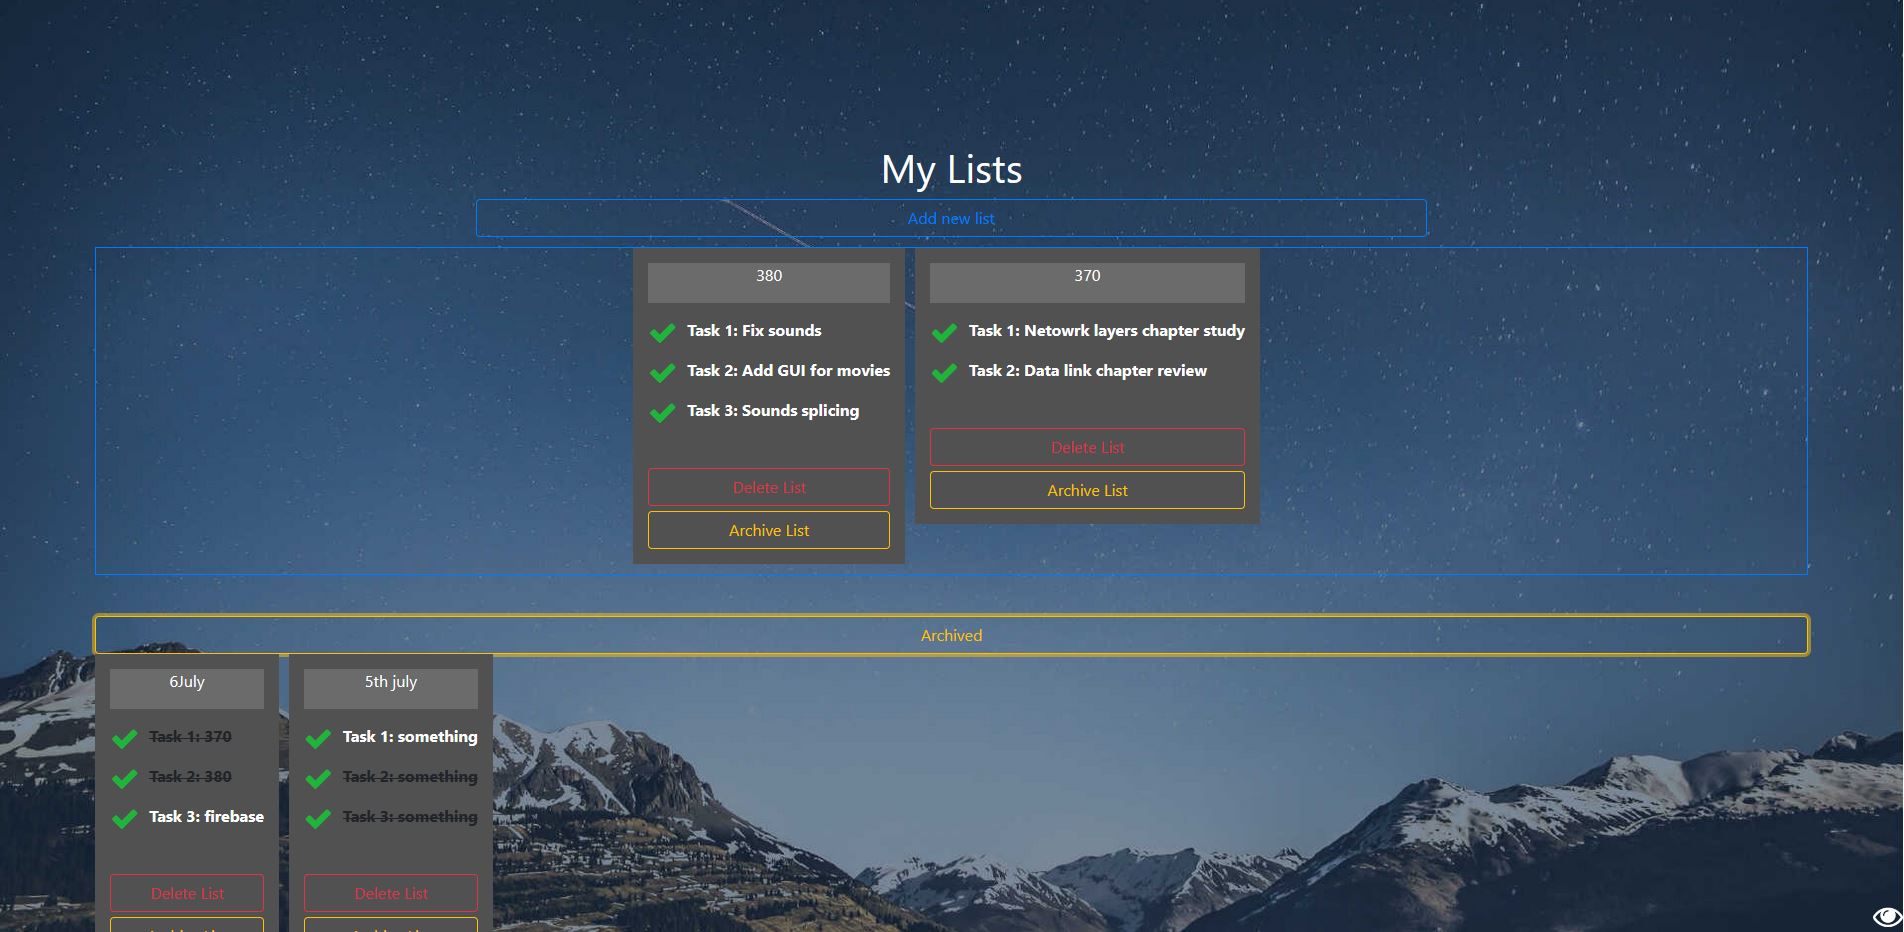 My Lists
Add new list
380
Task 1: Fix sounds
Task 2: Add GUI for movies
Task 3: Sounds splicing
Delete List
Archive List
370
Task 1: Netowrk layers chapter study
Task 2: Data link chapter review
Delete List
Archive List
Archived
6July
Task 1: 370
Task 2: 380
Task 3: firebase
Delete List
5th july
Task 1: something
Task 2: something
Task 3: something
Delete List